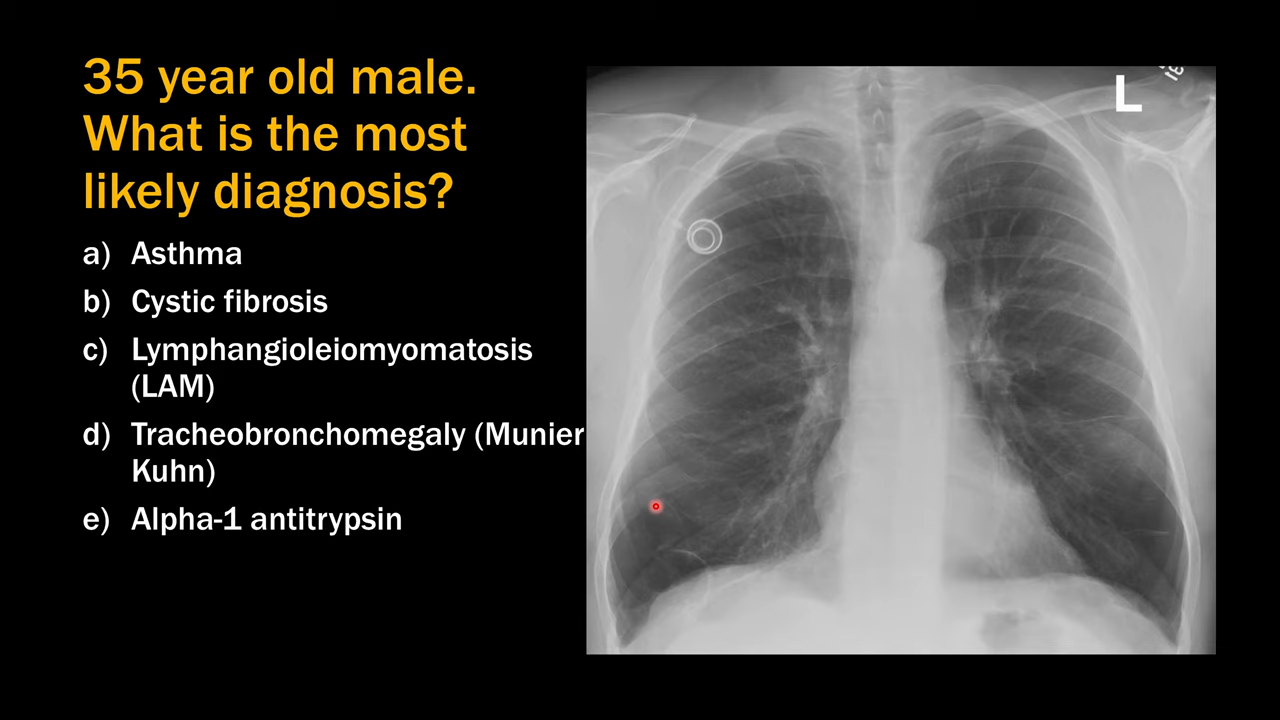 35 year old male.
What is the most
likely diagnosis?
a) Asthma
b) Cystic fibrosis
c) Lymphangioleiomyomatosis
(LAM)
d) Tracheobronchomegaly (Munier
Kuhn)
e) Alpha-1 antitrypsin
L